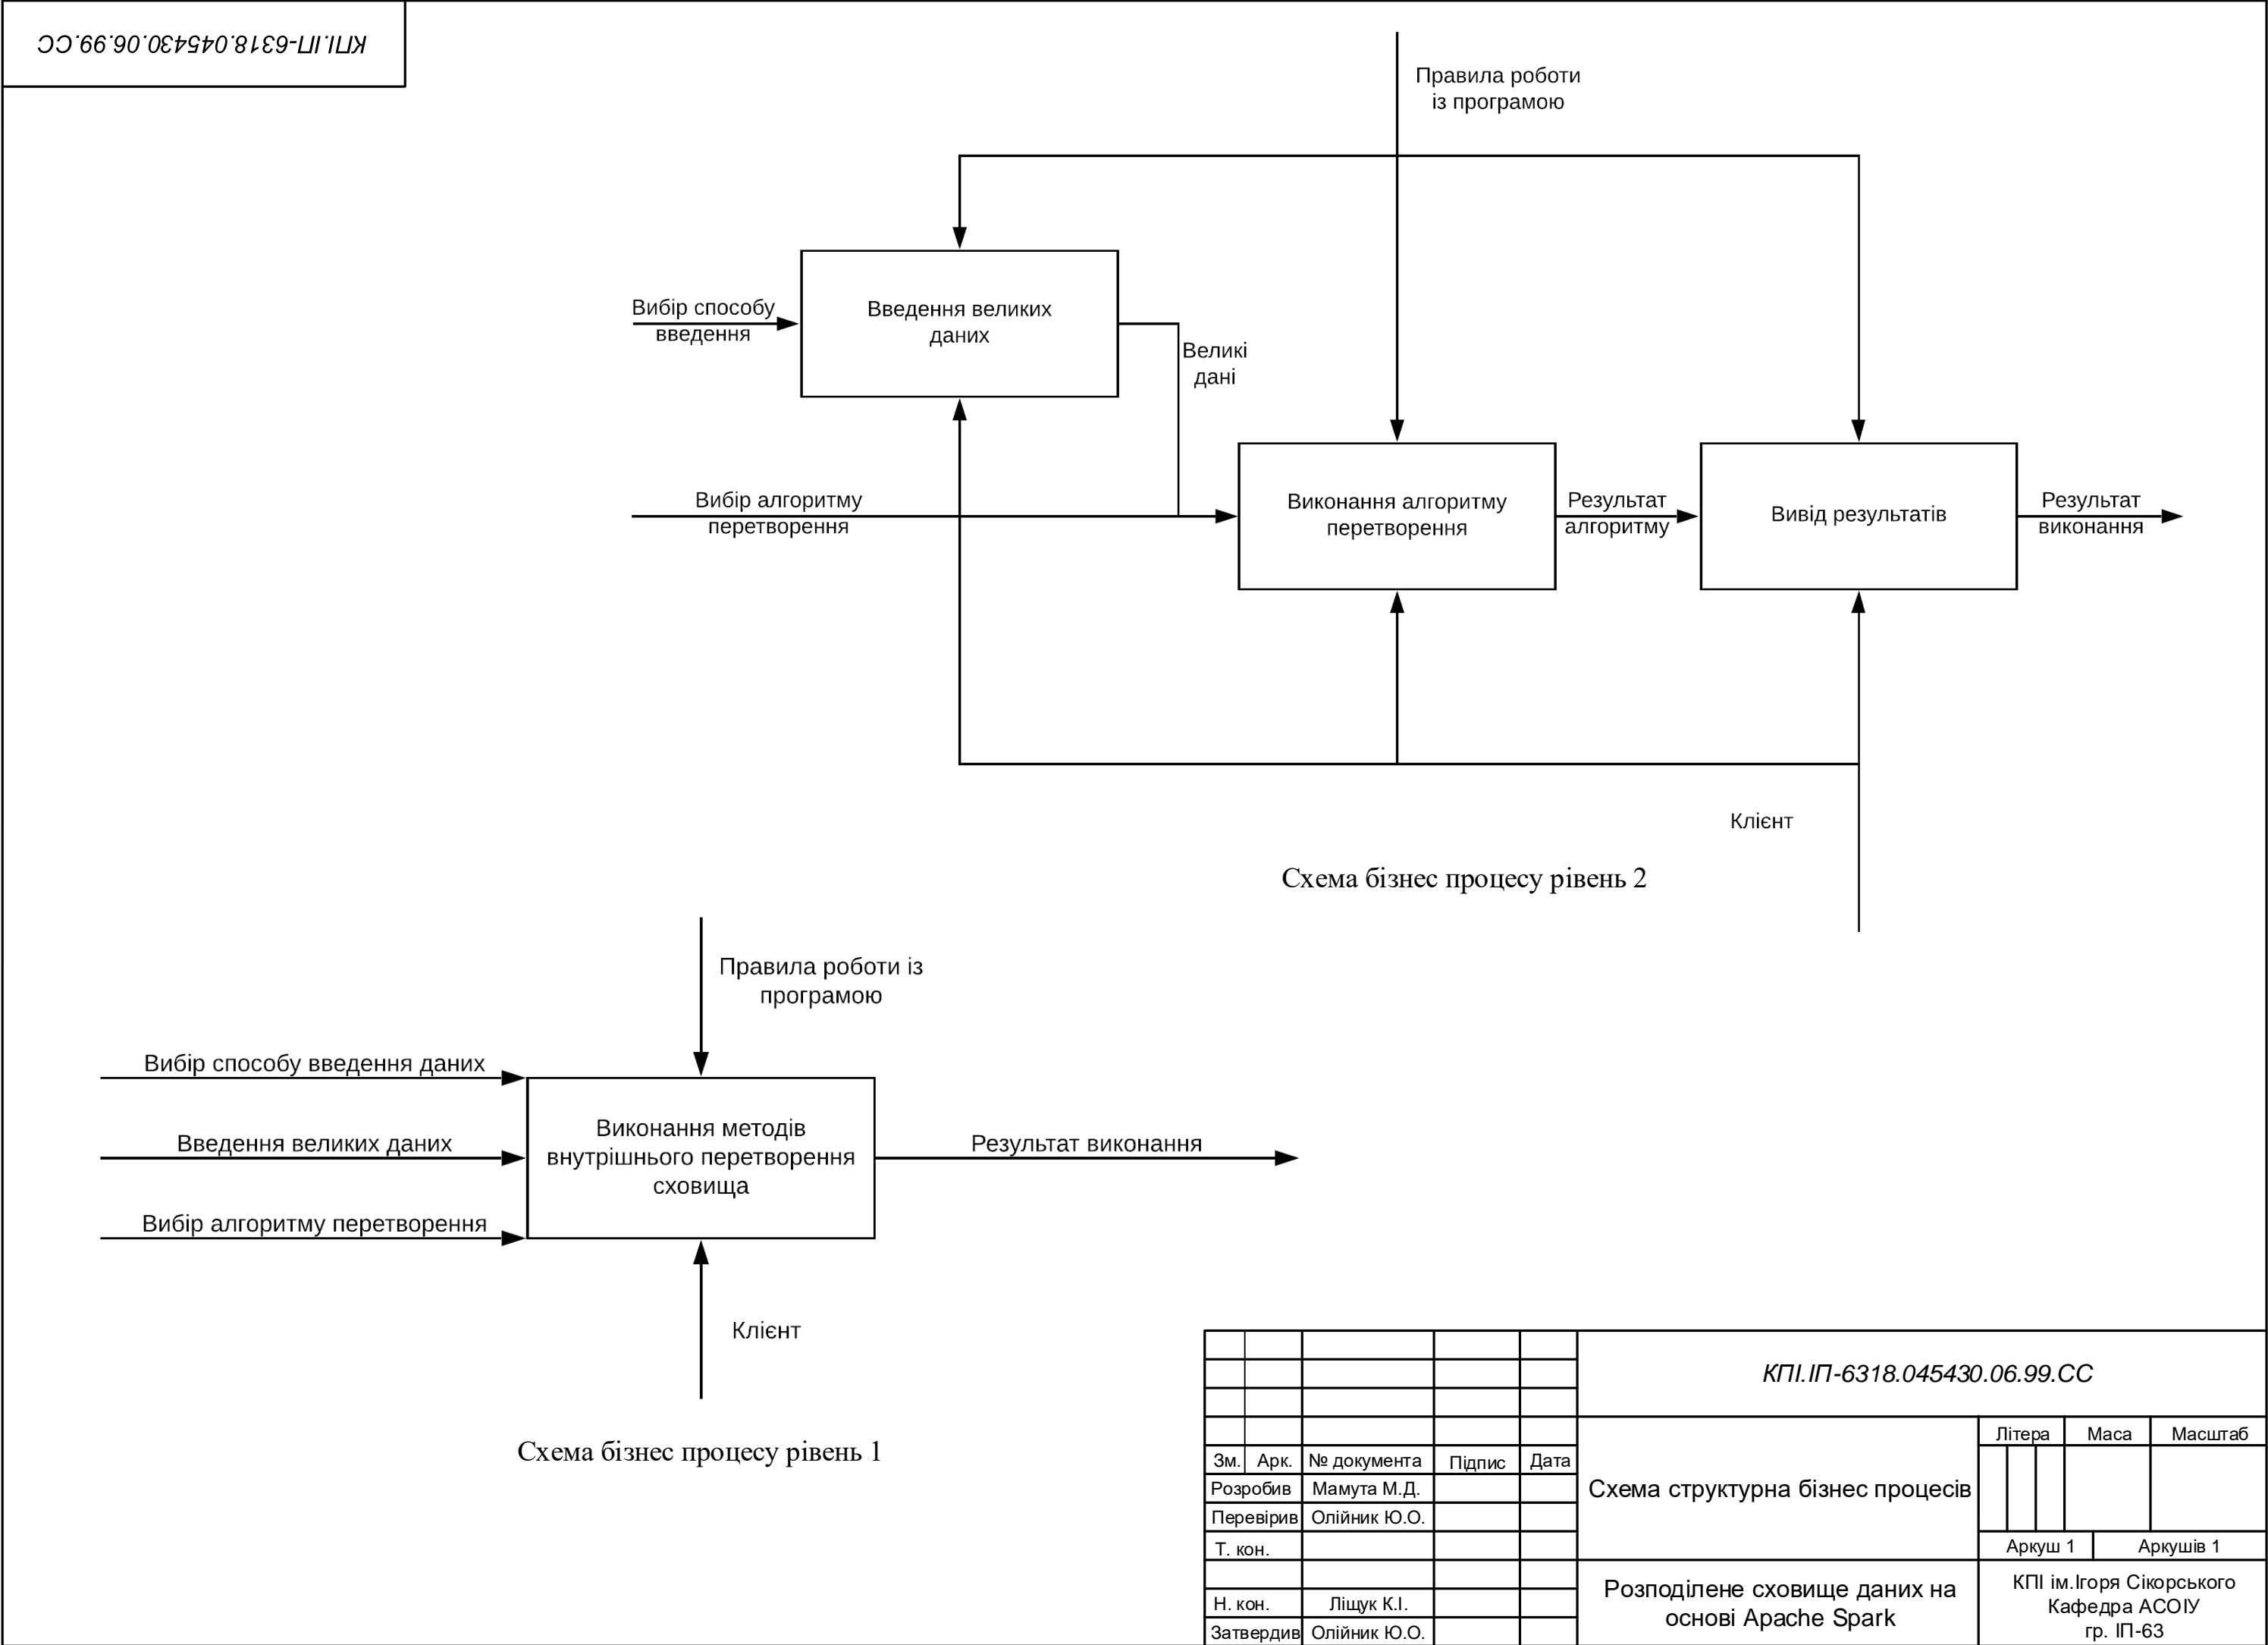 КПІ.ІП-6318.045430.06.99.СС
Правила роботи
із програмою
Вибір способу
введення
Введення великих
даних
Великі
дані
Вибір алгоритму
перетворення
Виконання алгоритму
перетворення
Результат
алгоритму
Вивід результатів
Результат
виконання
Клієнт
Схема бізнес процесу рівень 2
Правила роботи із
програмою
Вибір способу введення даних
Введення великих даних
Вибір алгоритму перетворення
Виконання методів
внутрішнього перетворення
сховища
Результат виконання
Клієнт
Схема бізнес процесу рівень 1
КПІ.ІП-6318.045430.06.99.СС
Зм. Арк. № документа Підпис Дата
Розробив Мамута М.Д.
Перевірив Олійник Ю.О.
Т. кон.
Н. кон. Ліщук К.І.
Затвердив Олійник Ю.О.
Схема структурна бізнес процесів
Літера Маса Масштаб
Аркуш 1 Аркушів 1
Розподілене сховище даних на
основі Apache Spark
КПІ ім.Ігоря Сікорського
Кафедра АСОІУ
гр. ІП-63